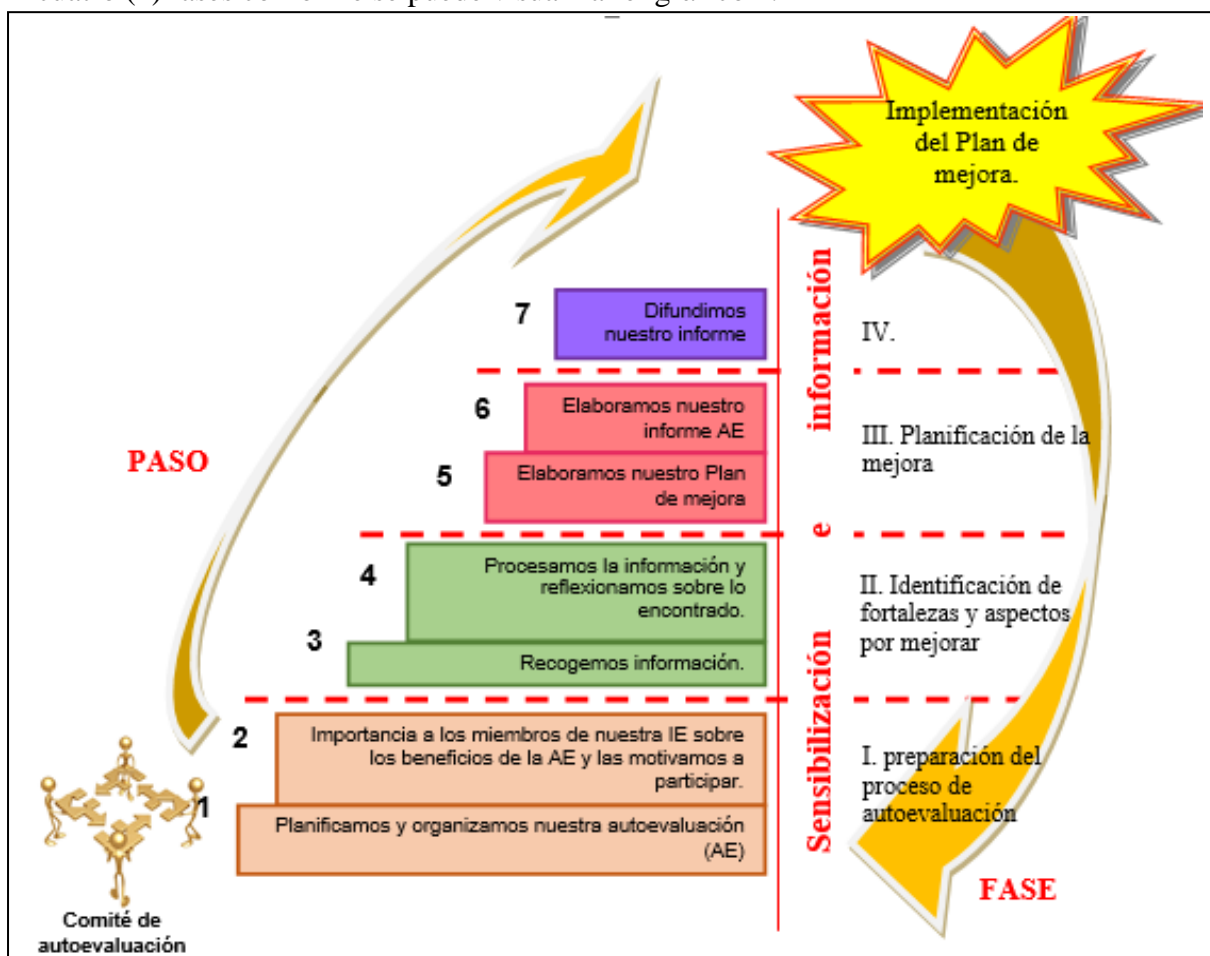 Implementación
del Plan de
mejora.
7
Difundimos
nuestro informe
IV.
6
Elaboramos nuestro
informe AE
5
Elaboramos nuestro Plan
de mejora
III. Planificación de la
mejora
PASO
4
Procesamos la información y
reflexionamos sobre lo
encontrado.
3
Recogemos información.
II. Identificación de
fortalezas y aspectos
por mejorar
2
Importancia a los miembros de nuestra IE sobre
los beneficios de la AE y las motivamos a
participar.
1
Planificamos y organizamos nuestra autoevaluación
(AE)
I. preparación del
proceso de
autoevaluación
Sensibilización e información
FASE
Comité de
autoevaluación